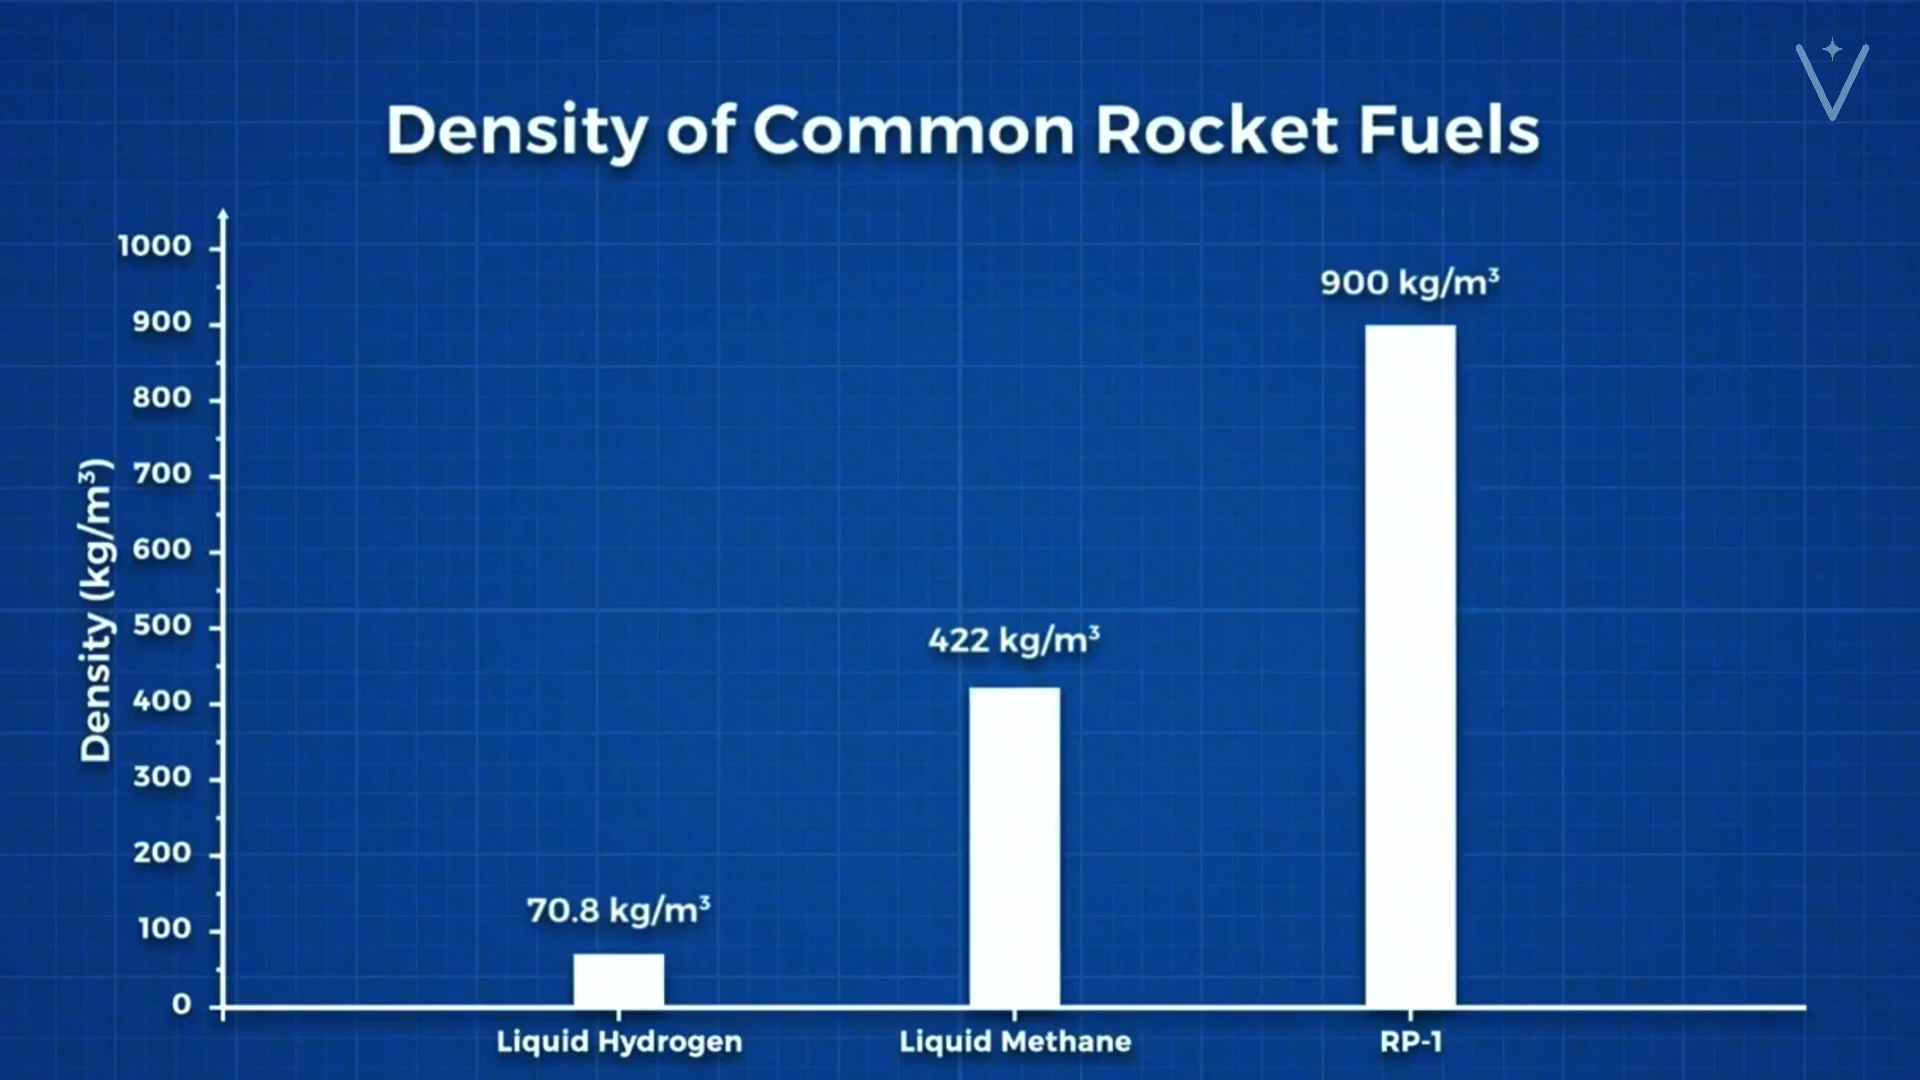 Density of Common Rocket Fuels
Density (kg/m³)
1000
900
800
700
600
500
400
300
200
100
0
70.8 kg/m³
422 kg/m³
900 kg/m³
Liquid Hydrogen
Liquid Methane
RP-1